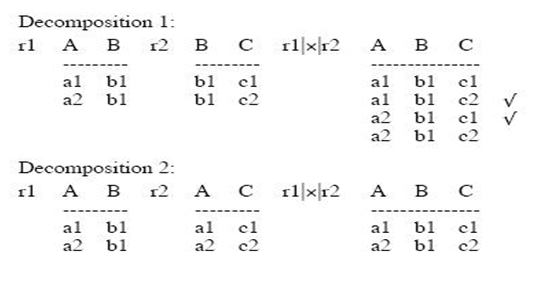 Decomposition 1:
r1 A B r2 B C r1|x|r2 A B C
--------- --------- ---------------
a1 b1 b1 c1 a1 b1 c1
a2 b1 b1 c2 a1 b1 c2 √
a2 b1 c1 √
a2 b1 c2
Decomposition 2:
r1 A B r2 A C r1|x|r2 A B C
--------- --------- ---------------
a1 b1 a1 c1 a1 b1 c1
a2 b1 a2 c2 a2 b1 c2